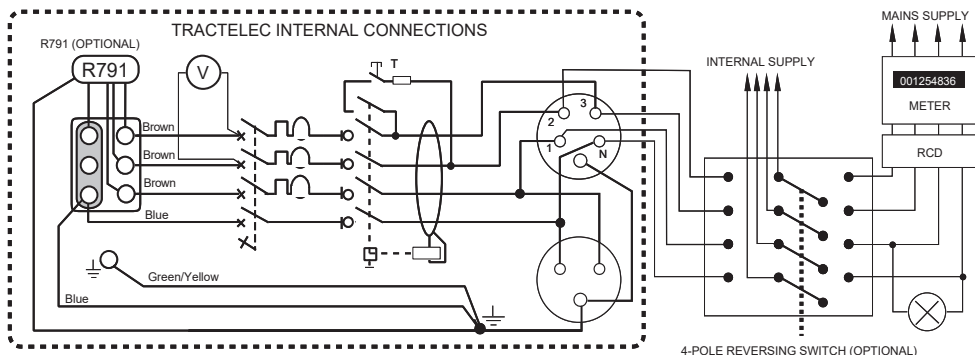 TRACTELEC INTERNAL CONNECTIONS
MAINS SUPPLY
R791 (OPTIONAL)
R791
V
T
INTERNAL SUPPLY
001254836
METER
RCD
Brown
Brown
Brown
Blue
3
2
1
N
Green/Yellow
Blue
4-POLE REVERSING SWITCH (OPTIONAL)